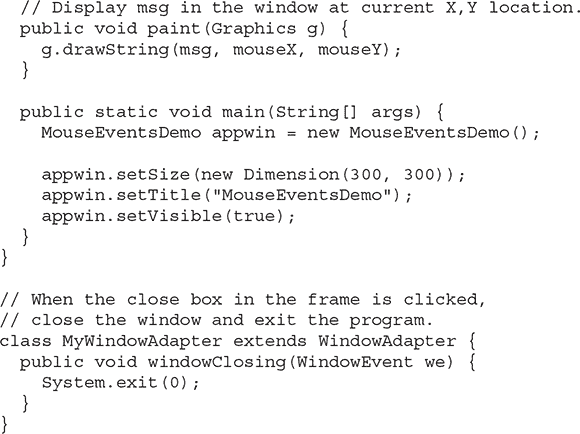 // Display msg in the window at current X,Y location.
  public void paint(Graphics g) {
    g.drawString(msg, mouseX, mouseY);
  }

  public static void main(String[] args) {
    MouseEventsDemo appwin = new MouseEventsDemo();

    appwin.setSize(new Dimension(300, 300));
    appwin.setTitle("MouseEventsDemo");
    appwin.setVisible(true);
  }
}

// When the close box in the frame is clicked,
// close the window and exit the program.
class MyWindowAdapter extends WindowAdapter {
  public void windowClosing(WindowEvent we) {
    System.exit(0);
  }
}